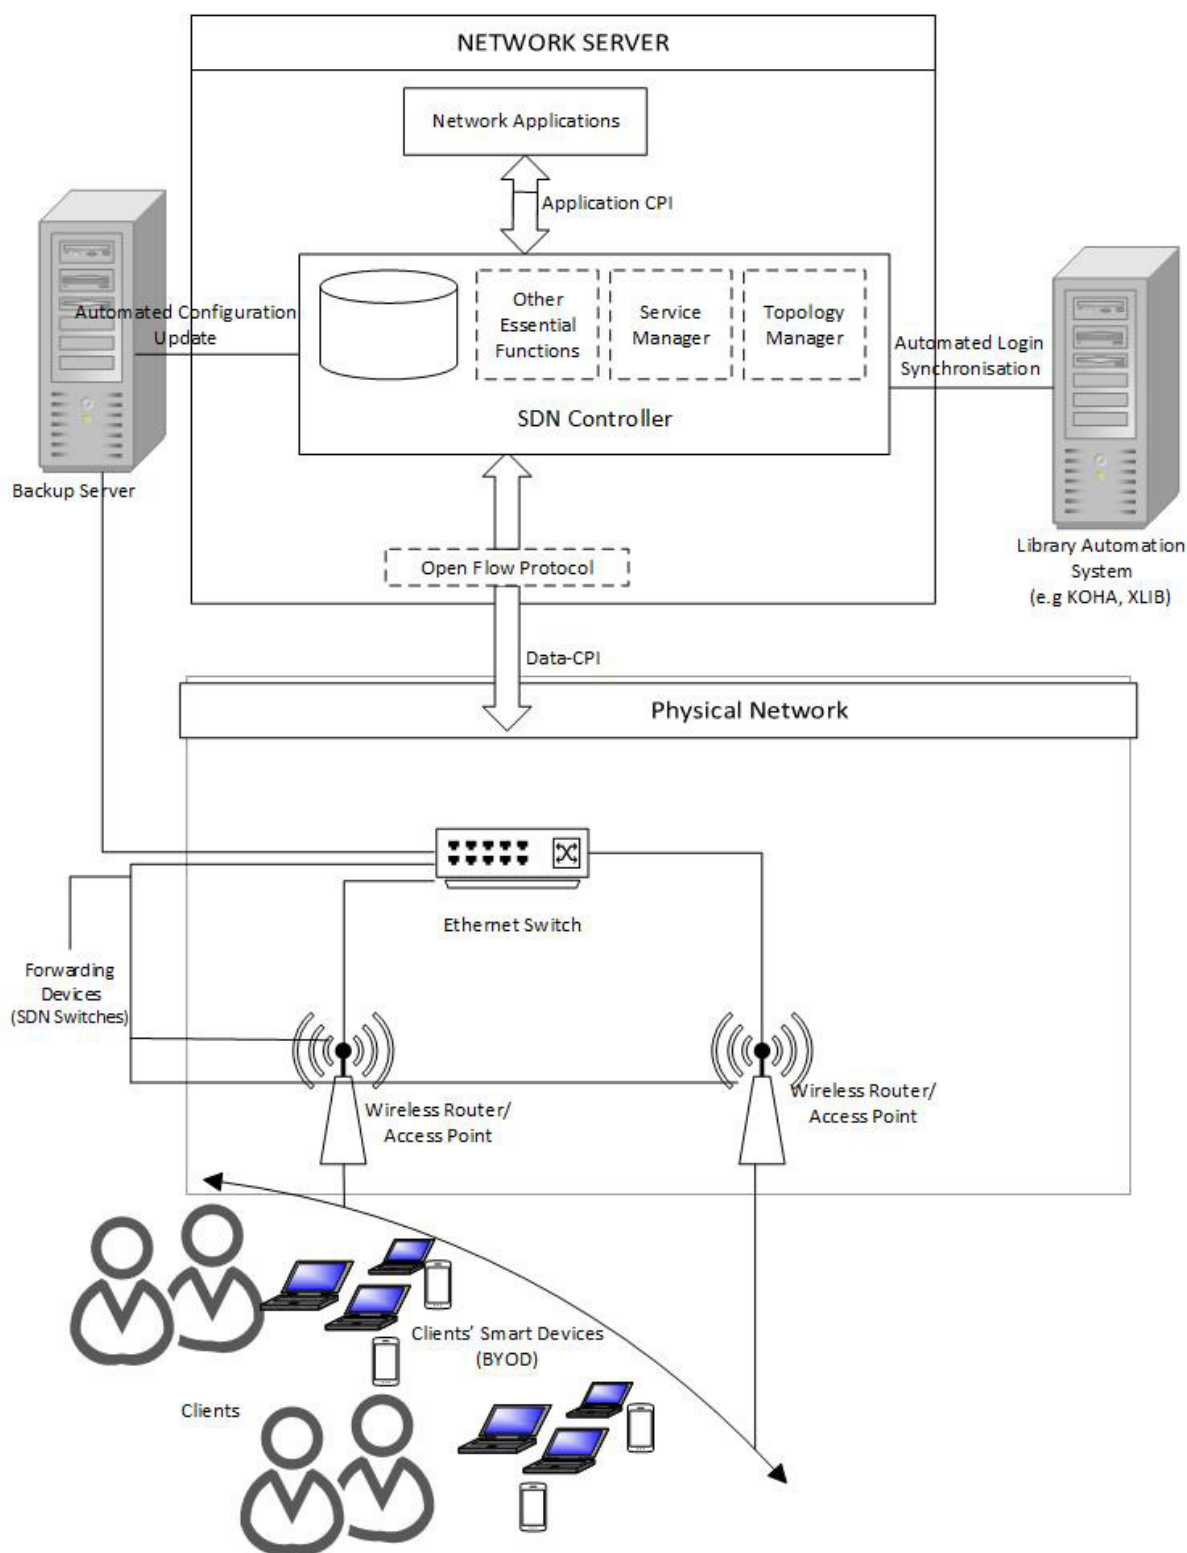 NETWORK SERVER
Network Applications
Application CPI
Other
Essential
Functions
Service
Manager
Topology
Manager
SDN Controller
Automated Configuration
Update
Automated Login
Synchronisation
Backup Server
Library Automation
System
(e.g KOHA, XLIB)
Open Flow Protocol
Data-CPI
Physical Network
Ethernet Switch
Forwarding
Devices
(SDN Switches)
Wireless Router/
Access Point
Wireless Router/
Access Point
Clients’ Smart Devices
(BYOD)
Clients